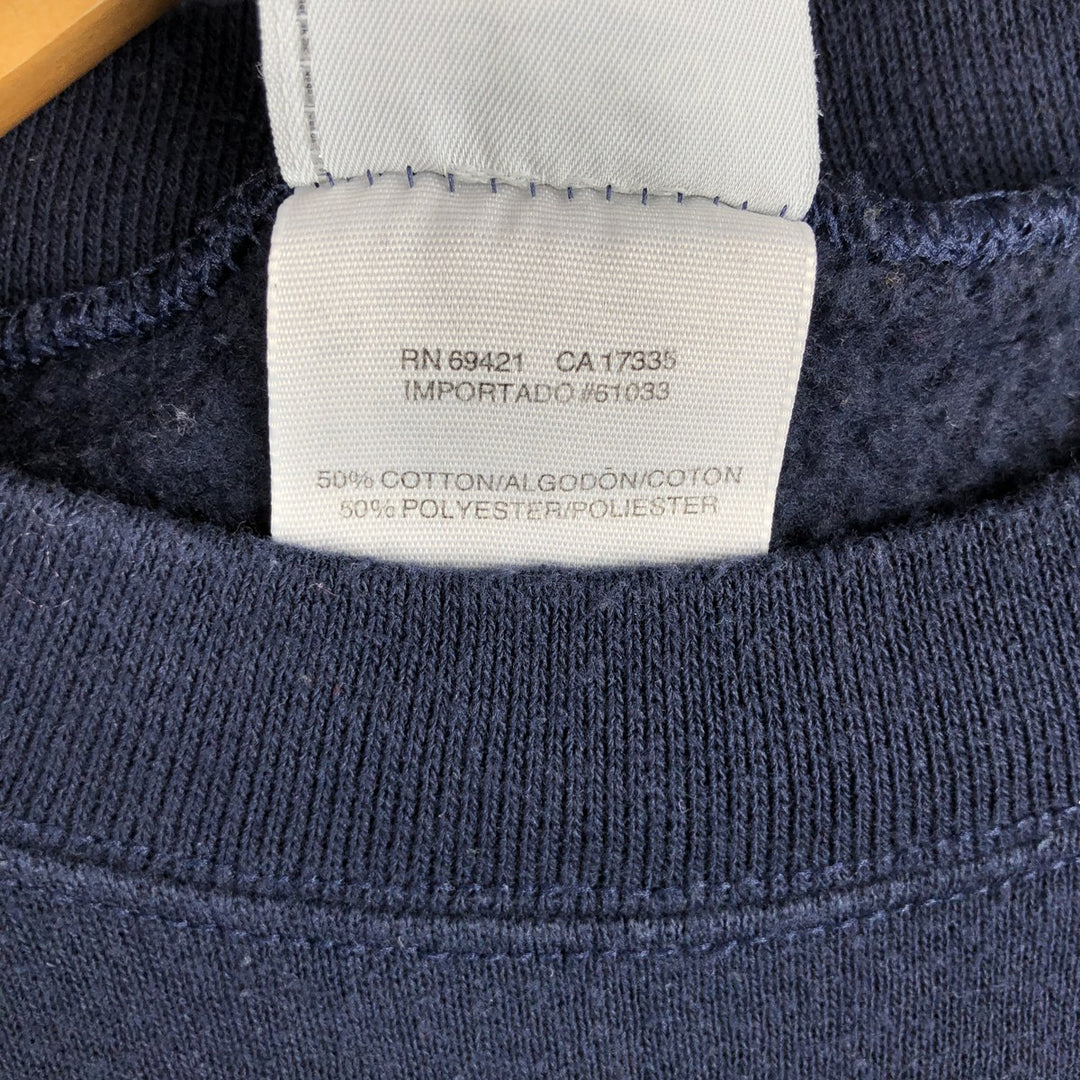 RN 69421 CA 17335
IMPORTADO #61033
50% COTTON/ALGODÓN/COTON
50% POLYESTER/POLIESTER